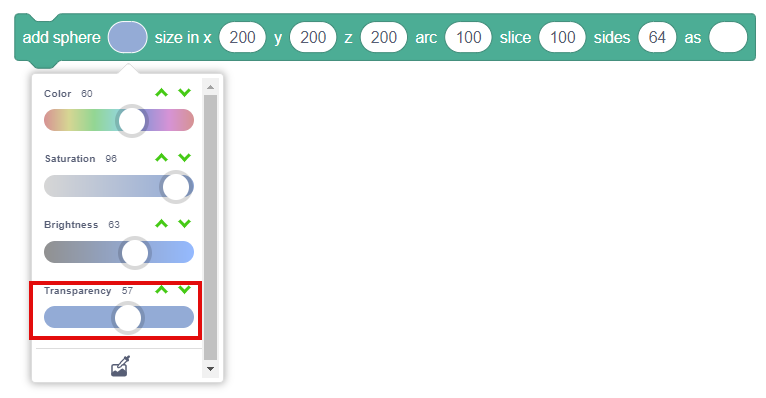 add sphere size in x 200 y 200 z 200 arc 100 slice 100 sides 64 as
Color 60
Saturation 96
Brightness 63
Transparency 57